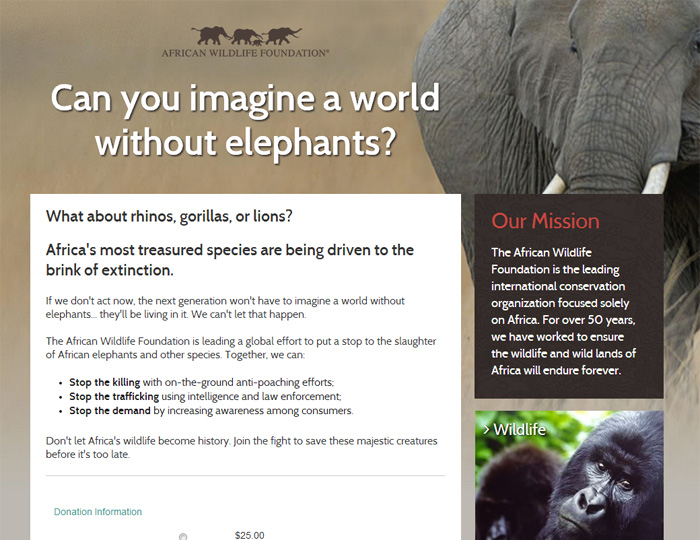 AFRICAN WILDLIFE FOUNDATION®
Can you imagine a world
without elephants?
What about rhinos, gorillas, or lions?
Africa's most treasured species are being driven to the
brink of extinction.
If we don't act now, the next generation won't have to imagine a world without
elephants... they'll be living in it. We can't let that happen.
The African Wildlife Foundation is leading a global effort to put a stop to the slaughter
of African elephants and other species. Together, we can:
• Stop the killing with on-the-ground anti-poaching efforts;
• Stop the trafficking using intelligence and law enforcement;
• Stop the demand by increasing awareness among consumers.
Don't let Africa's wildlife become history. Join the fight to save these majestic creatures
before it's too late.
Donation Information
$25.00
Our Mission
The African Wildlife
Foundation is the leading
international conservation
organization focused solely
on Africa. For over 50 years,
we have worked to ensure
the wildlife and wild lands of
Africa will endure forever.
› Wildlife